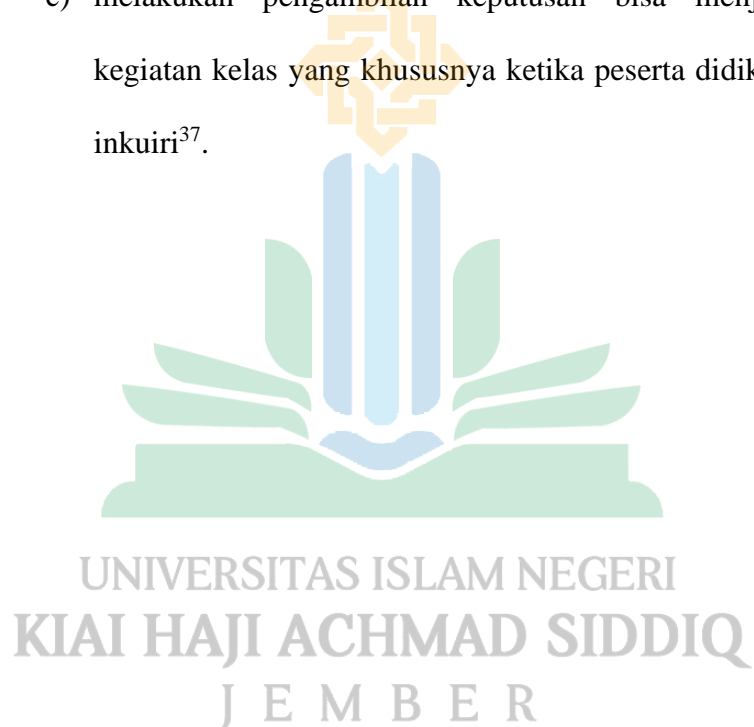 melakukan pengambilan keputusan bisa
kegiatan kelas yang khususnya ketika peserta didik
inkuiri³⁷.
UNIVERSITAS ISLAM NEGERI
KIAI HAJI ACHMAD SIDDIQ
J E M B E R